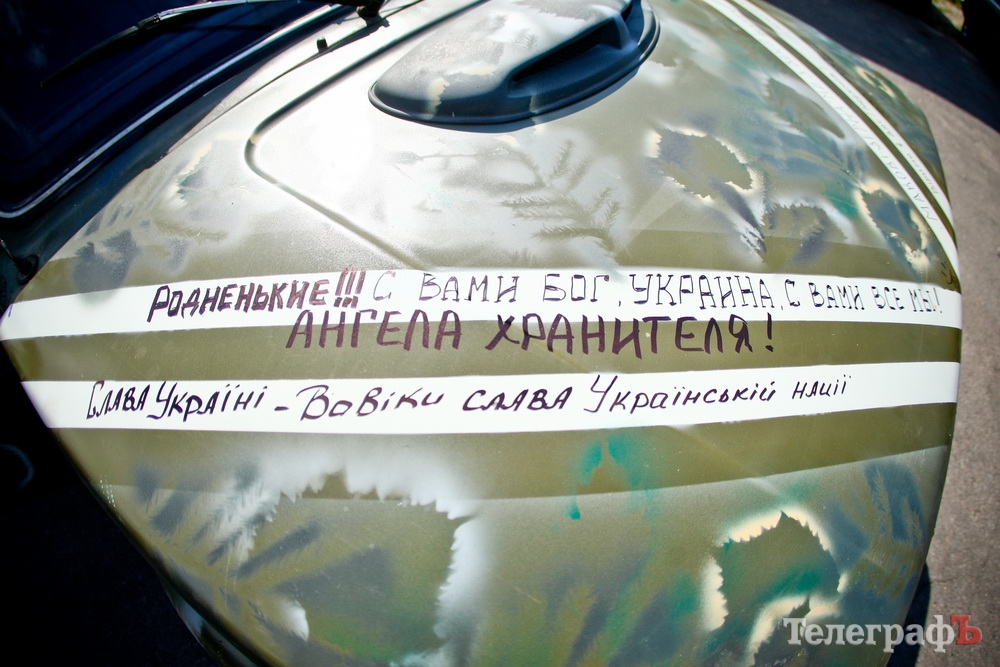 РОДНЕНЬКИЕ!!! С ВАМИ БОГ, УКРАИНА, С ВАМИ ВСЕ МЫ!!
АНГЕЛА ХРАНИТЕЛЯ!
Слава Україні - Вовіки слава Українській нації
ТелеграфЪ